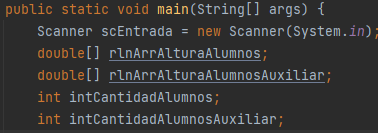 public static void main(String[] args) {
Scanner scEntrada = new Scanner(System.in);
double[] rlnArrAlturaAlumnos;
double[] rlnArrAlturaAlumnosAuxiliar;
int intCantidadAlumnos;
int intCantidadAlumnosAuxiliar;